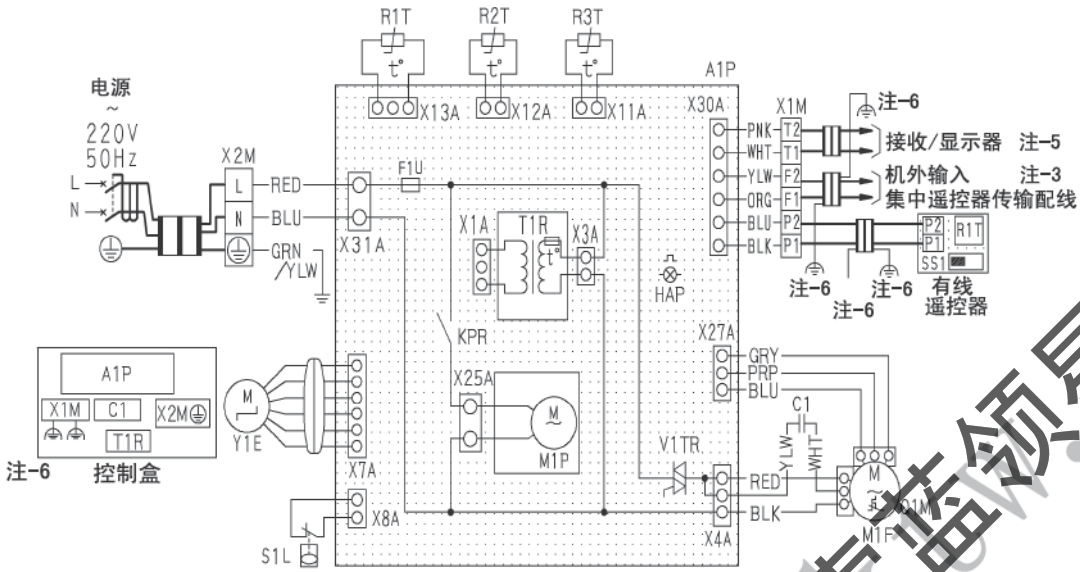 R1T R2T R3T
A1P
X13A X12A X11A
电源
~
220V
50Hz
X2M
L
N
L
N
RED
BLU
GRN
/YLW
X31A
F1U
X1A
T1R
X3A
t°
t°
t°
t°
HAP
KPR
X25A
M
~
M1P
V1TR
X30A X1M
PNK T2
WHT T1
YLW F2
ORG F1
BLU P2
BLK P1
注-6
接收/显示器 注-5
机外输入 注-3
集中遥控器传输配线
P2
P1
R1T
SS1
有线
遥控器
注-6
注-6
注-6
X27A
GRY
PRP
BLU
C1
YLW
WHT
RED
BLK
X4A
M
~
Q1M
M1F
A1P
X1M C1 X2M
T1R
注-6 控制盒
M
Y1E
X7A
X8A
S1L